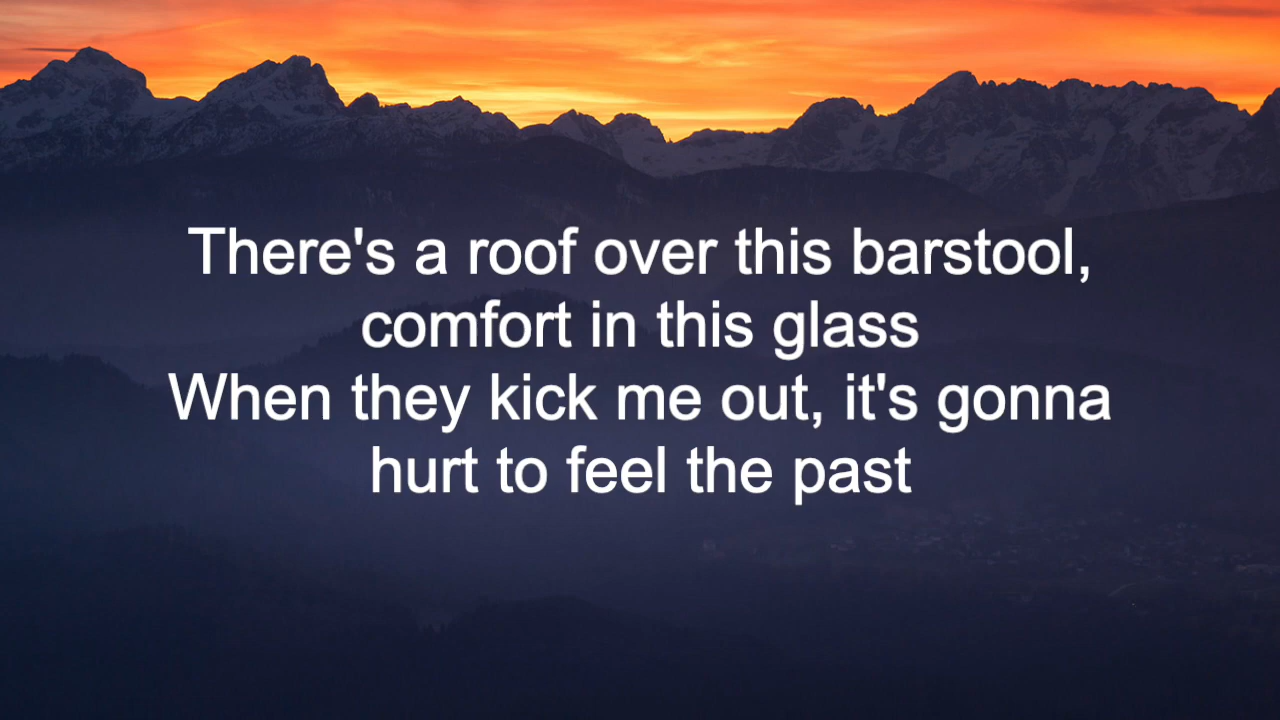 There's a roof over this barstool,
comfort in this glass
When they kick me out, it's gonna
hurt to feel the past